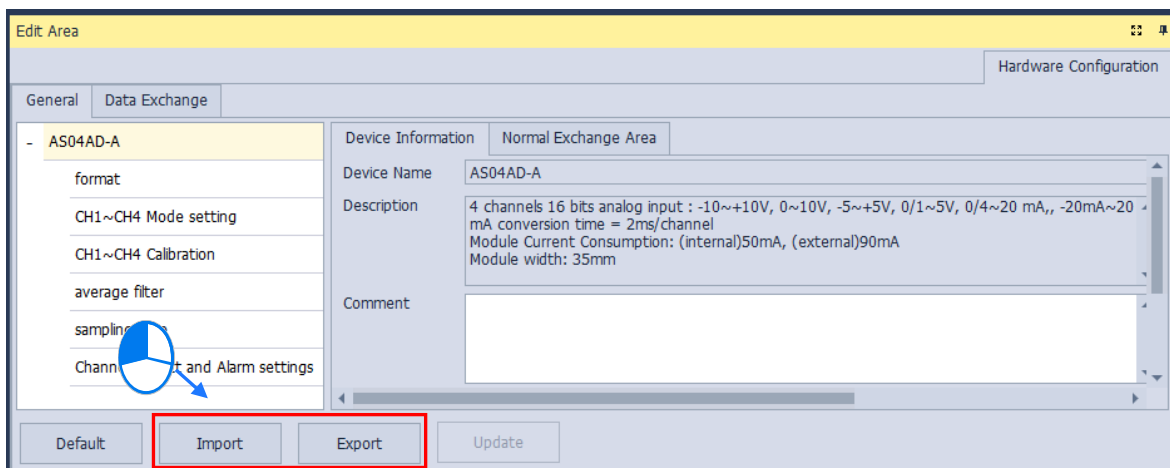 Edit Area
Hardware Configuration
General
Data Exchange
- AS04AD-A
format
CH1~CH4 Mode setting
CH1~CH4 Calibration
average filter
Device Information
Normal Exchange Area
Device Name
AS04AD-A
Description
4 channels 16 bits analog input : -10~+10V, 0~10V, -5~+5V, 0/1~5V, 0/4~20 mA,, -20mA~20
mA conversion time = 2ms/channel
Module Current Consumption: (internal)50mA, (external)90mA
Module width: 35mm
Comment
and Alarm settings
Default
Import
Export
Update